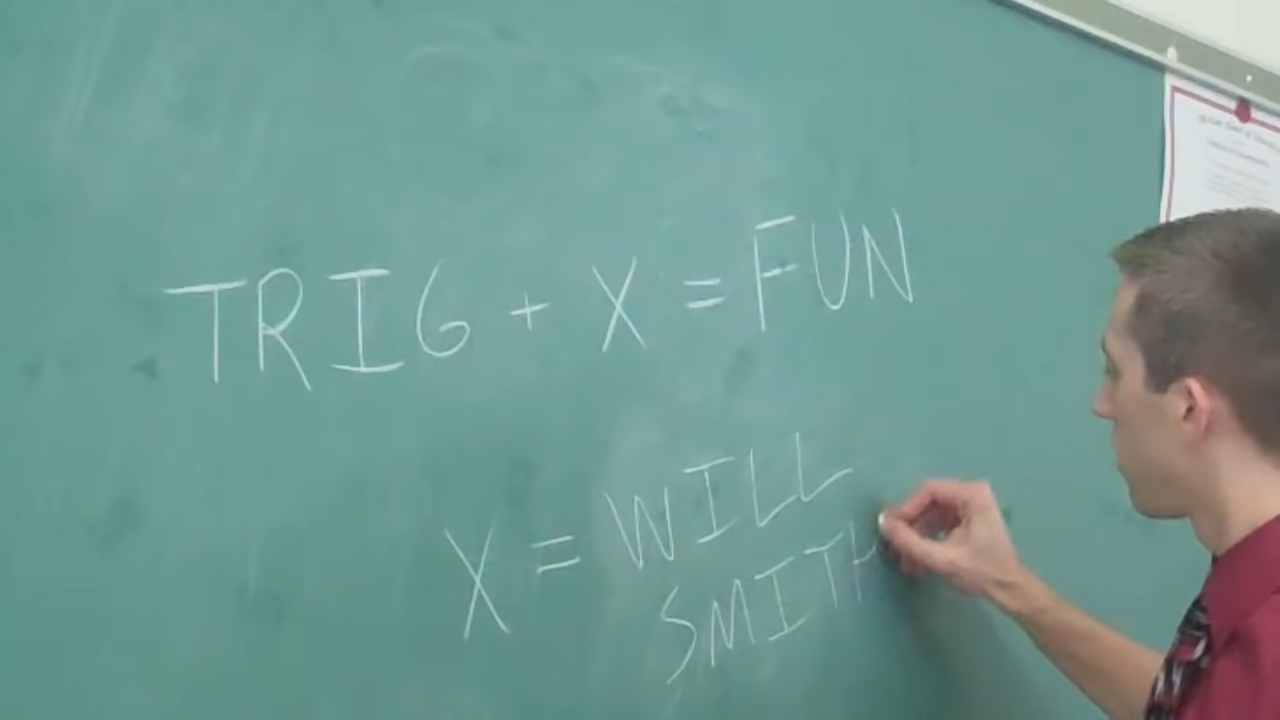 TRIG + X = FUN
X = WILL
SMITH